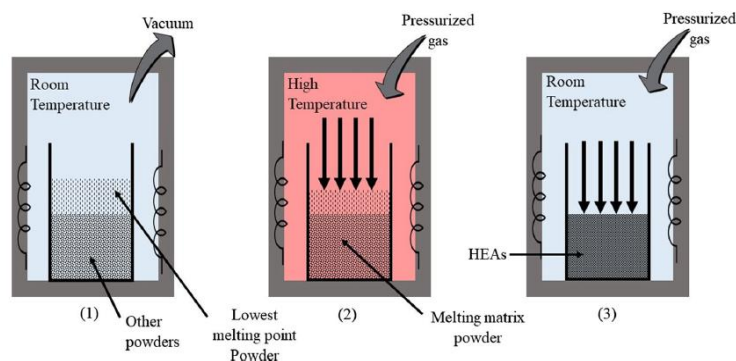 Vacuum
Room
Temperature
Other
powders
Lowest
melting point
Powder
(1)
Pressurized
gas
High
Temperature
Melting matrix
powder
(2)
Pressurized
gas
Room
Temperature
HEAs
(3)